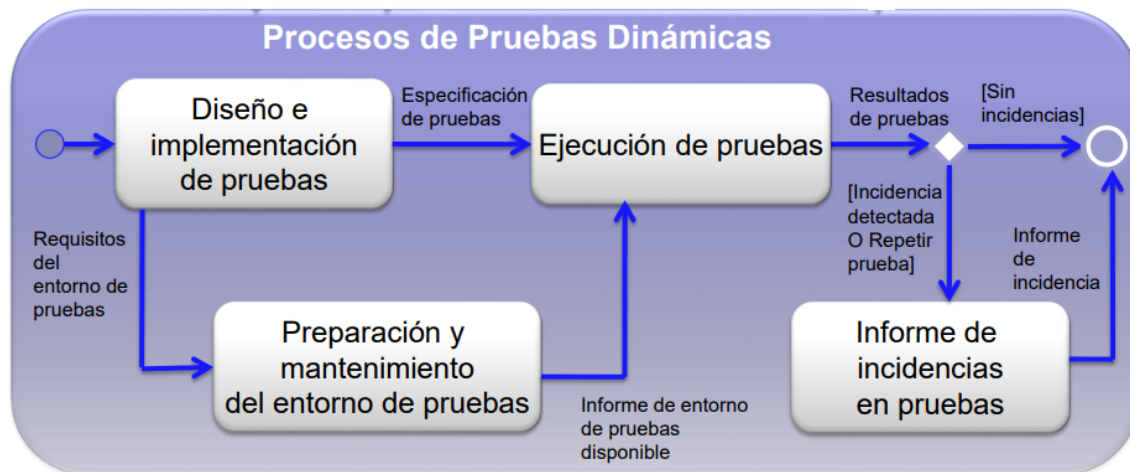 Procesos de Pruebas Dinámicas
Diseño e
implementación
de pruebas
Especificación
de pruebas
Ejecución de pruebas
Resultados
de pruebas
[Sin
incidencias]
[Incidencia
detectada
O Repetir
prueba]
Requisitos
del
entorno de
pruebas
Preparación y
mantenimiento
del entorno de pruebas
Informe de entorno
de pruebas
disponible
Informe de
incidencias
en pruebas
Informe
de
incidencia